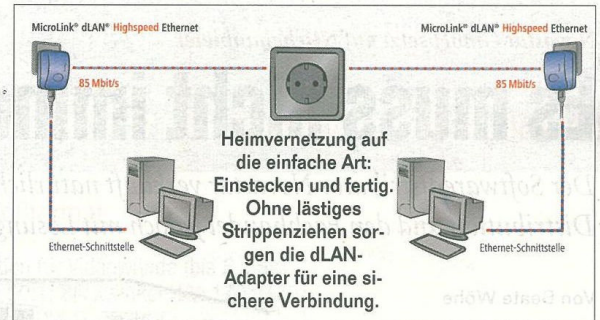 MicroLink® dLAN® Highspeed Ethernet
MicroLink® dLAN® Highspeed Ethernet
85 Mbit/s
85 Mbit/s
Heimvernetzung auf
die einfache Art:
Einstecken und fertig.
Ohne lästiges
Strippenziehen sor-
gen die dLAN-
Adapter für eine si-
chere Verbindung.
Ethernet-Schnittstelle
Ethernet-Schnittstelle
Von Beate Wöhe